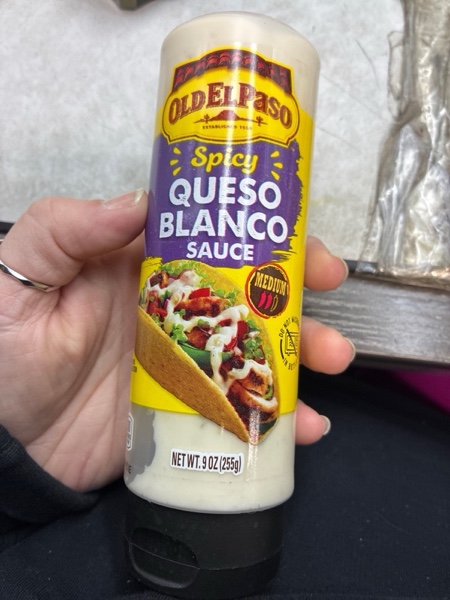 OLD EL PASO
Spicy
QUESO
BLANCO
SAUCE
MEDIUM
NET WT. 9 OZ (255g)